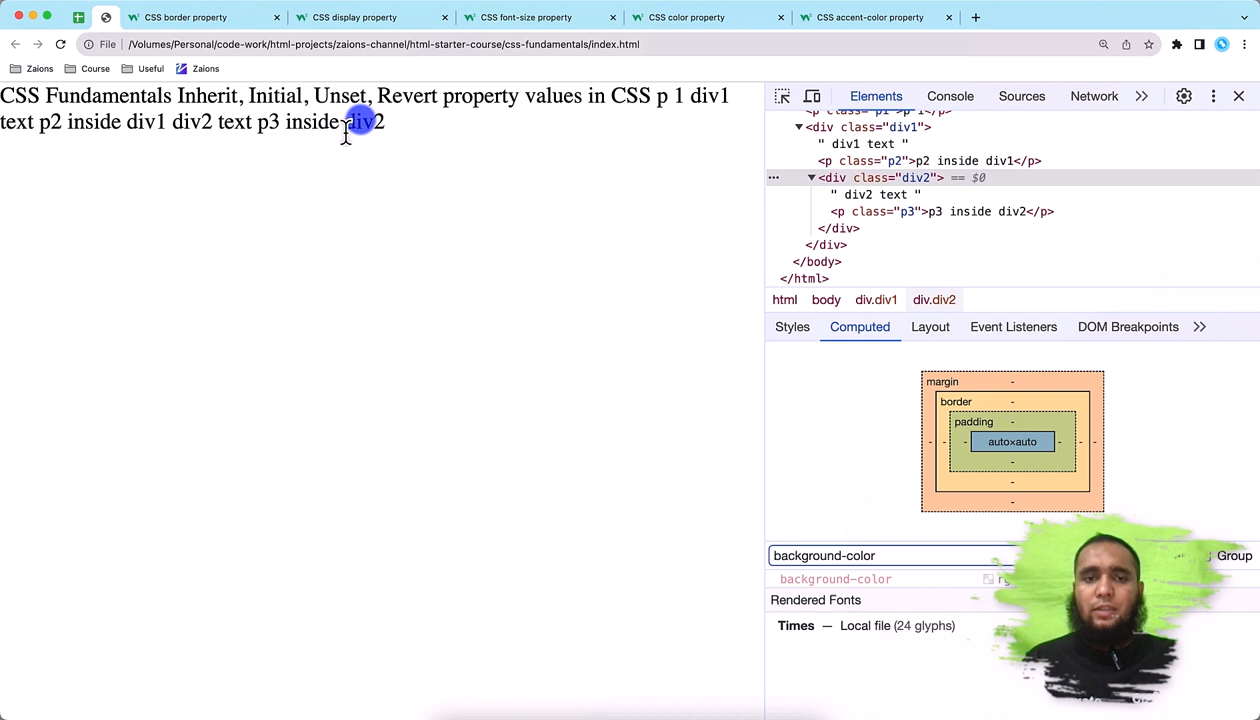 CSS border property
CSS display property
CSS font-size property
CSS color property
CSS accent-color property
File
/Volumes/Personal/code-work/html-projects/zaions-channel/html-starter-course/css-fundamentals/index.html
Zaions
Course
Useful
Zaions
CSS Fundamentals Inherit, Initial, Unset, Revert property values in CSS p 1 div1
text p2 inside div1 div2 text p3 inside div2
Elements
Console
Sources
Network
<p class="p1">p 1</p>
<div class="div1">
" div1 text "
<p class="p2">p2 inside div1</p>
<div class="div2"> == $0
" div2 text "
<p class="p3">p3 inside div2</p>
</div>
</div>
</body>
</html>
html
body
div.div1
div.div2
Styles
Computed
Layout
Event Listeners
DOM Breakpoints
margin
-
border
-
padding
-
- - - auto×auto - - -
-
-
-
background-color
Group
background-color
Rendered Fonts
Times — Local file (24 glyphs)